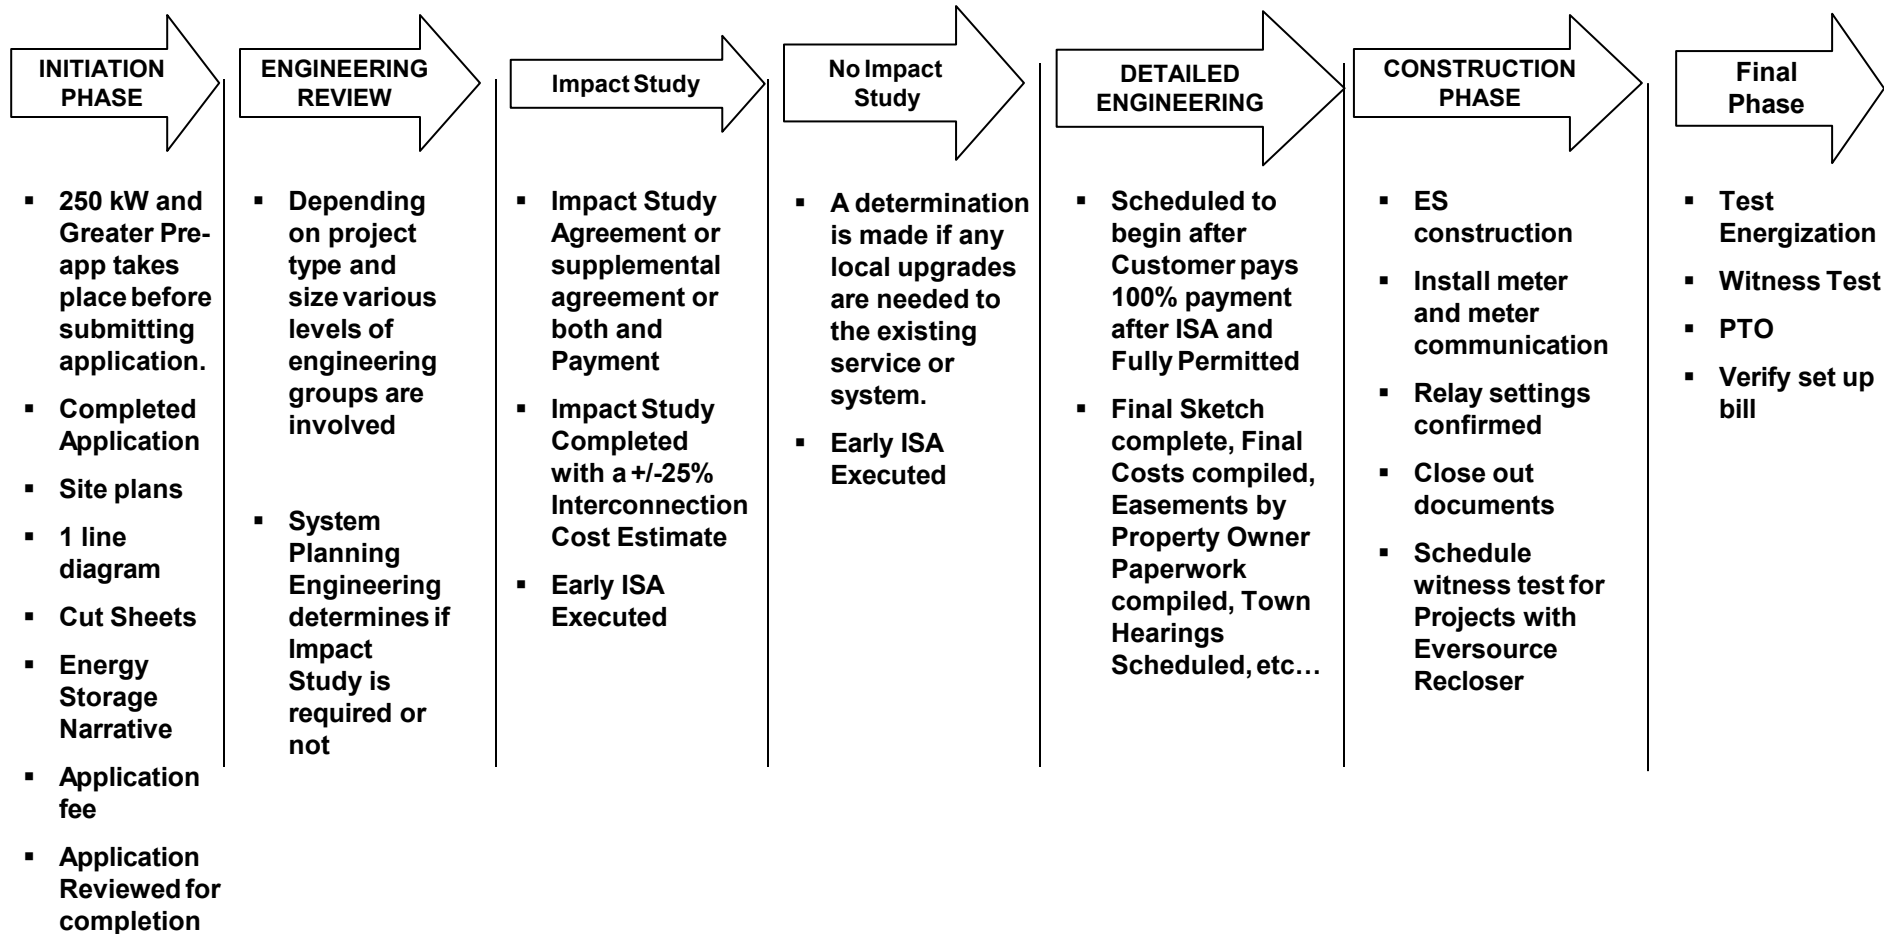 INITIATION
PHASE
▪ 250 kW and
Greater Pre-
app takes
place before
submitting
application.
▪ Completed
Application
▪ Site plans
▪ 1 line
diagram
▪ Cut Sheets
▪ Energy
Storage
Narrative
▪ Application
fee
▪ Application
Reviewed for
completion
ENGINEERING
REVIEW
▪ Depending
on project
type and
size various
levels of
engineering
groups are
involved
▪ System
Planning
Engineering
determines if
Impact
Study is
required or
not
Impact Study
▪ Impact Study
Agreement or
supplemental
agreement or
both and
Payment
▪ Impact Study
Completed
with a +/-25%
Interconnection
Cost Estimate
▪ Early ISA
Executed
No Impact
Study
▪ A determination
is made if any
local upgrades
are needed to
the existing
service or
system.
▪ Early ISA
Executed
DETAILED
ENGINEERING
▪ Scheduled to
begin after
Customer pays
100% payment
after ISA and
Fully Permitted
▪ Final Sketch
complete, Final
Costs compiled,
Easements by
Property Owner
Paperwork
compiled, Town
Hearings
Scheduled, etc…
CONSTRUCTION
PHASE
▪ ES
construction
▪ Install meter
and meter
communication
▪ Relay settings
confirmed
▪ Close out
documents
▪ Schedule
witness test for
Projects with
Eversource
Recloser
Final
Phase
▪ Test
Energization
▪ Witness Test
▪ PTO
▪ Verify set up
bill